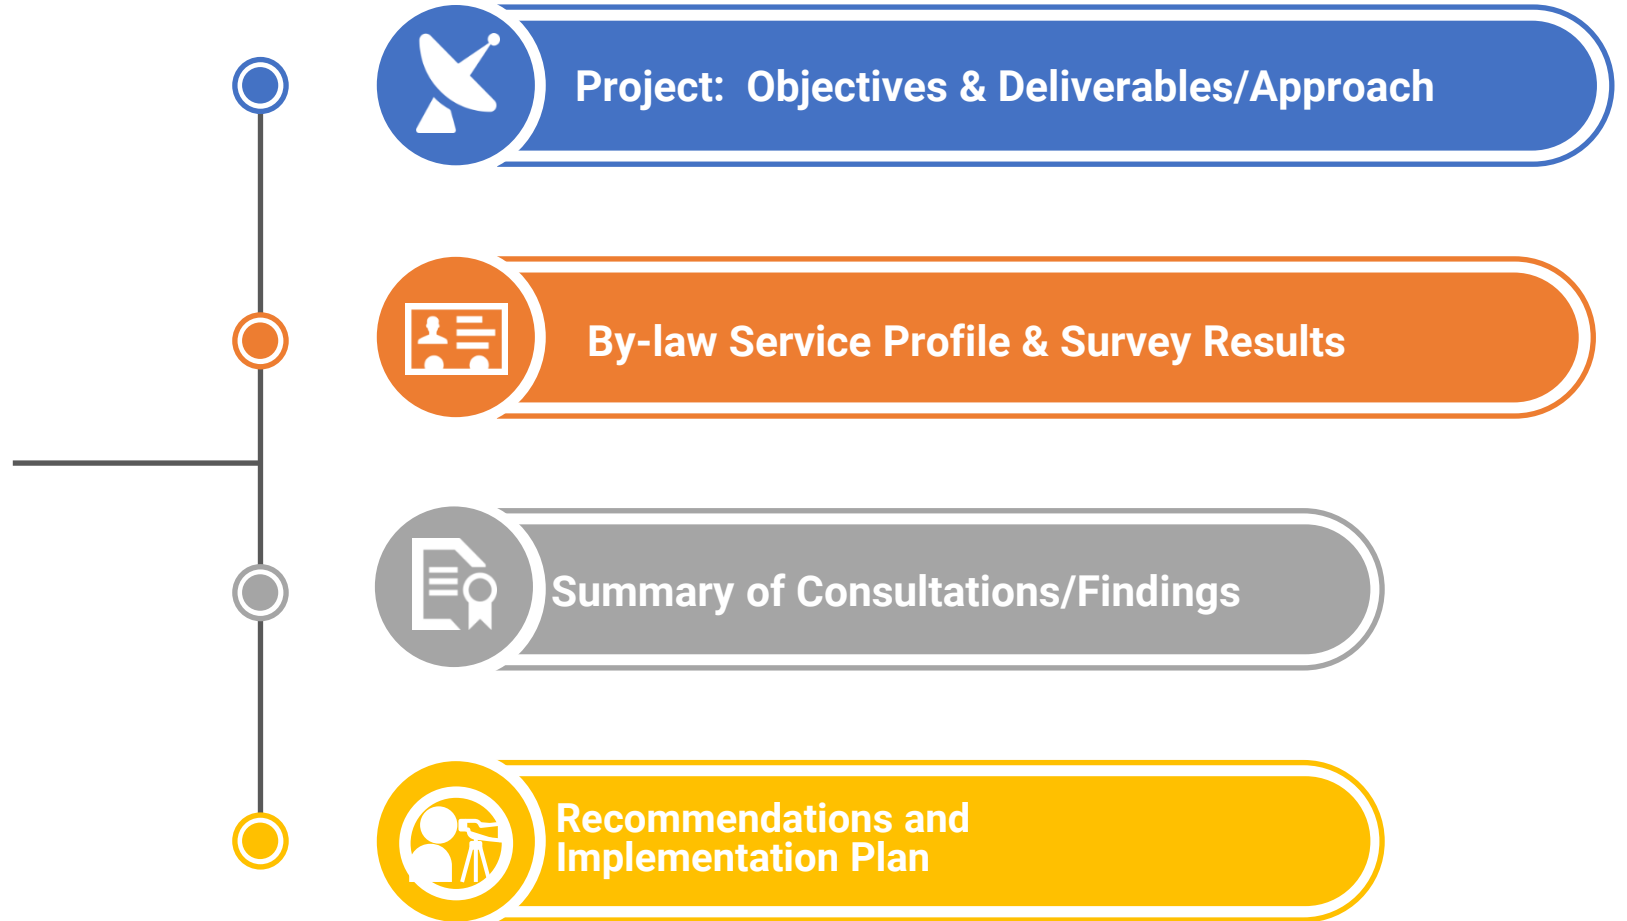 Project:  Objectives & Deliverables/Approach
By-law Service Profile & Survey Results
Summary of Consultations/Findings
Recommendations and
Implementation Plan